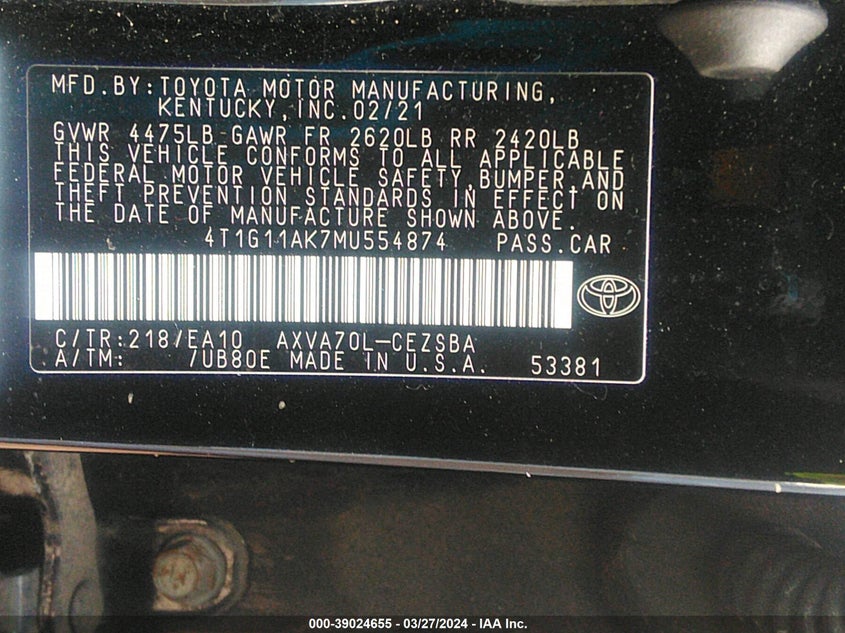 MFD.BY:TOYOTA MOTOR MANUFACTURING,
KENTUCKY,INC.02/21
GVWR 4475LB GAWR FR 2620LB RR 2420LB
THIS VEHICLE CONFORMS TO ALL APPLICABLE
FEDERAL MOTOR VEHICLE SAFETY,BUMPER,AND
THEFT PREVENTION STANDARDS IN EFFECT ON
THE DATE OF MANUFACTURE SHOWN ABOVE.
4T1G11AK7MU554874 PASS.CAR
C/TR:218/EA10 AXVA70L-CEZSBA
A/TM: /UB80E MADE IN U.S.A. 53381
000-39024655 - 03/27/2024 - IAA Inc.